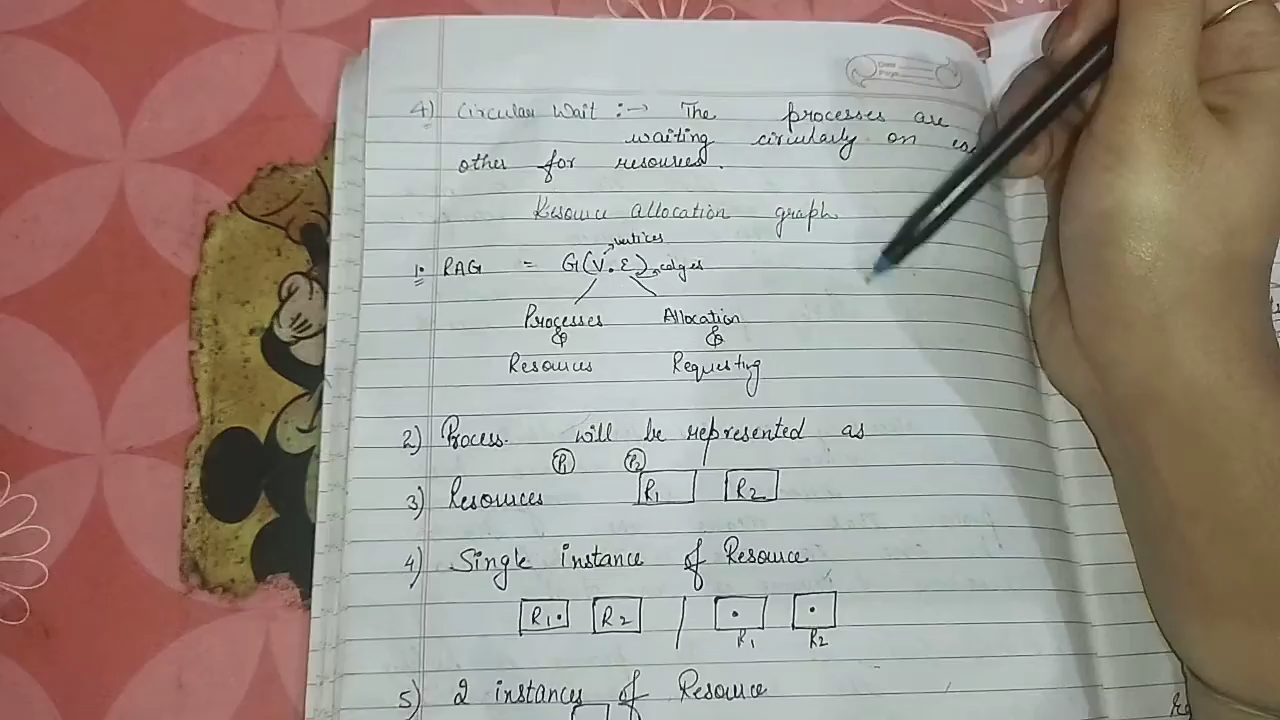 4) Circular Wait :→ The processes are
waiting circularly on
other for resources.
Resource allocation graph
vertices
1. RAG = G(V.E) edges
Processes Allocation
& &
Resources Requesting
2) Process will be represented as
P1 P2
3) Resources R1 R2
4) Single instance of Resource
R1 R2 / R1 R2
5) 2 instances of Resource